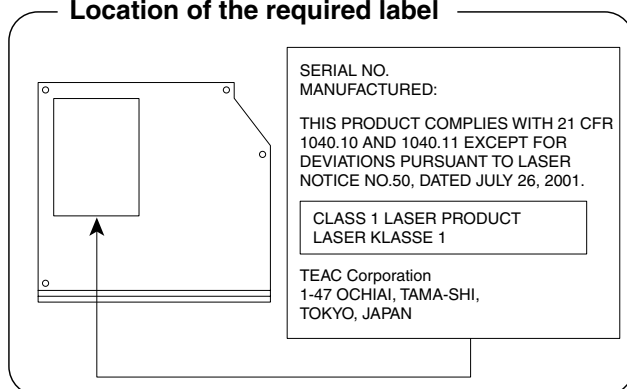 Location of the required label
SERIAL NO.
MANUFACTURED:
THIS PRODUCT COMPLIES WITH 21 CFR
1040.10 AND 1040.11 EXCEPT FOR
DEVIATIONS PURSUANT TO LASER
NOTICE NO.50, DATED JULY 26, 2001.
CLASS 1 LASER PRODUCT
LASER KLASSE 1
TEAC Corporation
1-47 OCHIAI, TAMA-SHI,
TOKYO, JAPAN